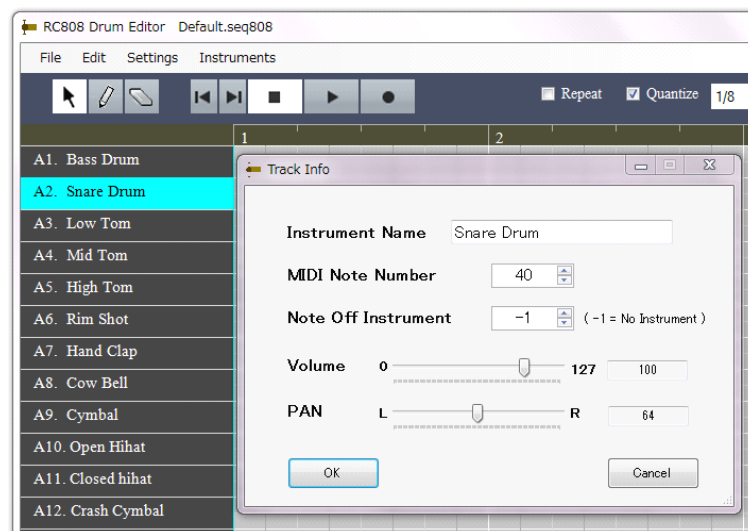 RC808 Drum Editor   Default.seq808
File   Edit   Settings   Instruments
Repeat   Quantize   1/8
1   2
A1. Bass Drum
A2. Snare Drum
A3. Low Tom
A4. Mid Tom
A5. High Tom
A6. Rim Shot
A7. Hand Clap
A8. Cow Bell
A9. Cymbal
A10. Open Hihat
A11. Closed hihat
A12. Crash Cymbal
Track Info
Instrument Name   Snare Drum
MIDI Note Number   40
Note Off Instrument   -1   ( -1 = No Instrument )
Volume   0   127   100
PAN   L   R   64
OK   Cancel